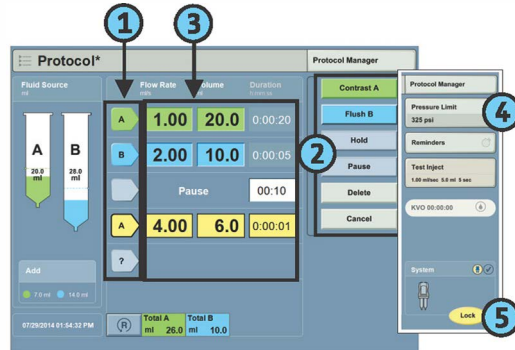 1
3
Protocol*
Protocol Manager
Fluid Source
ml
Flow Rate
ml/s
Volume
Duration
A
B
20.0
ml
28.0
ml
A 1.00 20.0 0:00:20
B 2.00 10.0 0:00:05
Pause 00:10
A 4.00 6.0 0:00:01
?
Add
7.0 ml 14.0 ml
07/29/2014 01:54:32 PM
R
Total A
ml 26.0
Total B
ml 10.0
2
Contrast A
Flush B
Hold
Pause
Delete
Cancel
Protocol Manager
Pressure Limit
325 psi
4
Reminders
Test Inject
1.00 ml/sec 5.0 ml 5 sec
KVO 00:00:00
System
Lock
5